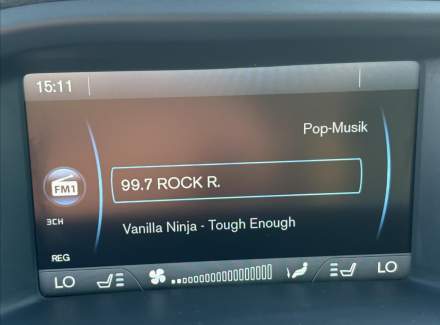 15:11
Pop-Musik
FM1
99.7 ROCK R.
3CH
Vanilla Ninja - Tough Enough
REG
LO LO